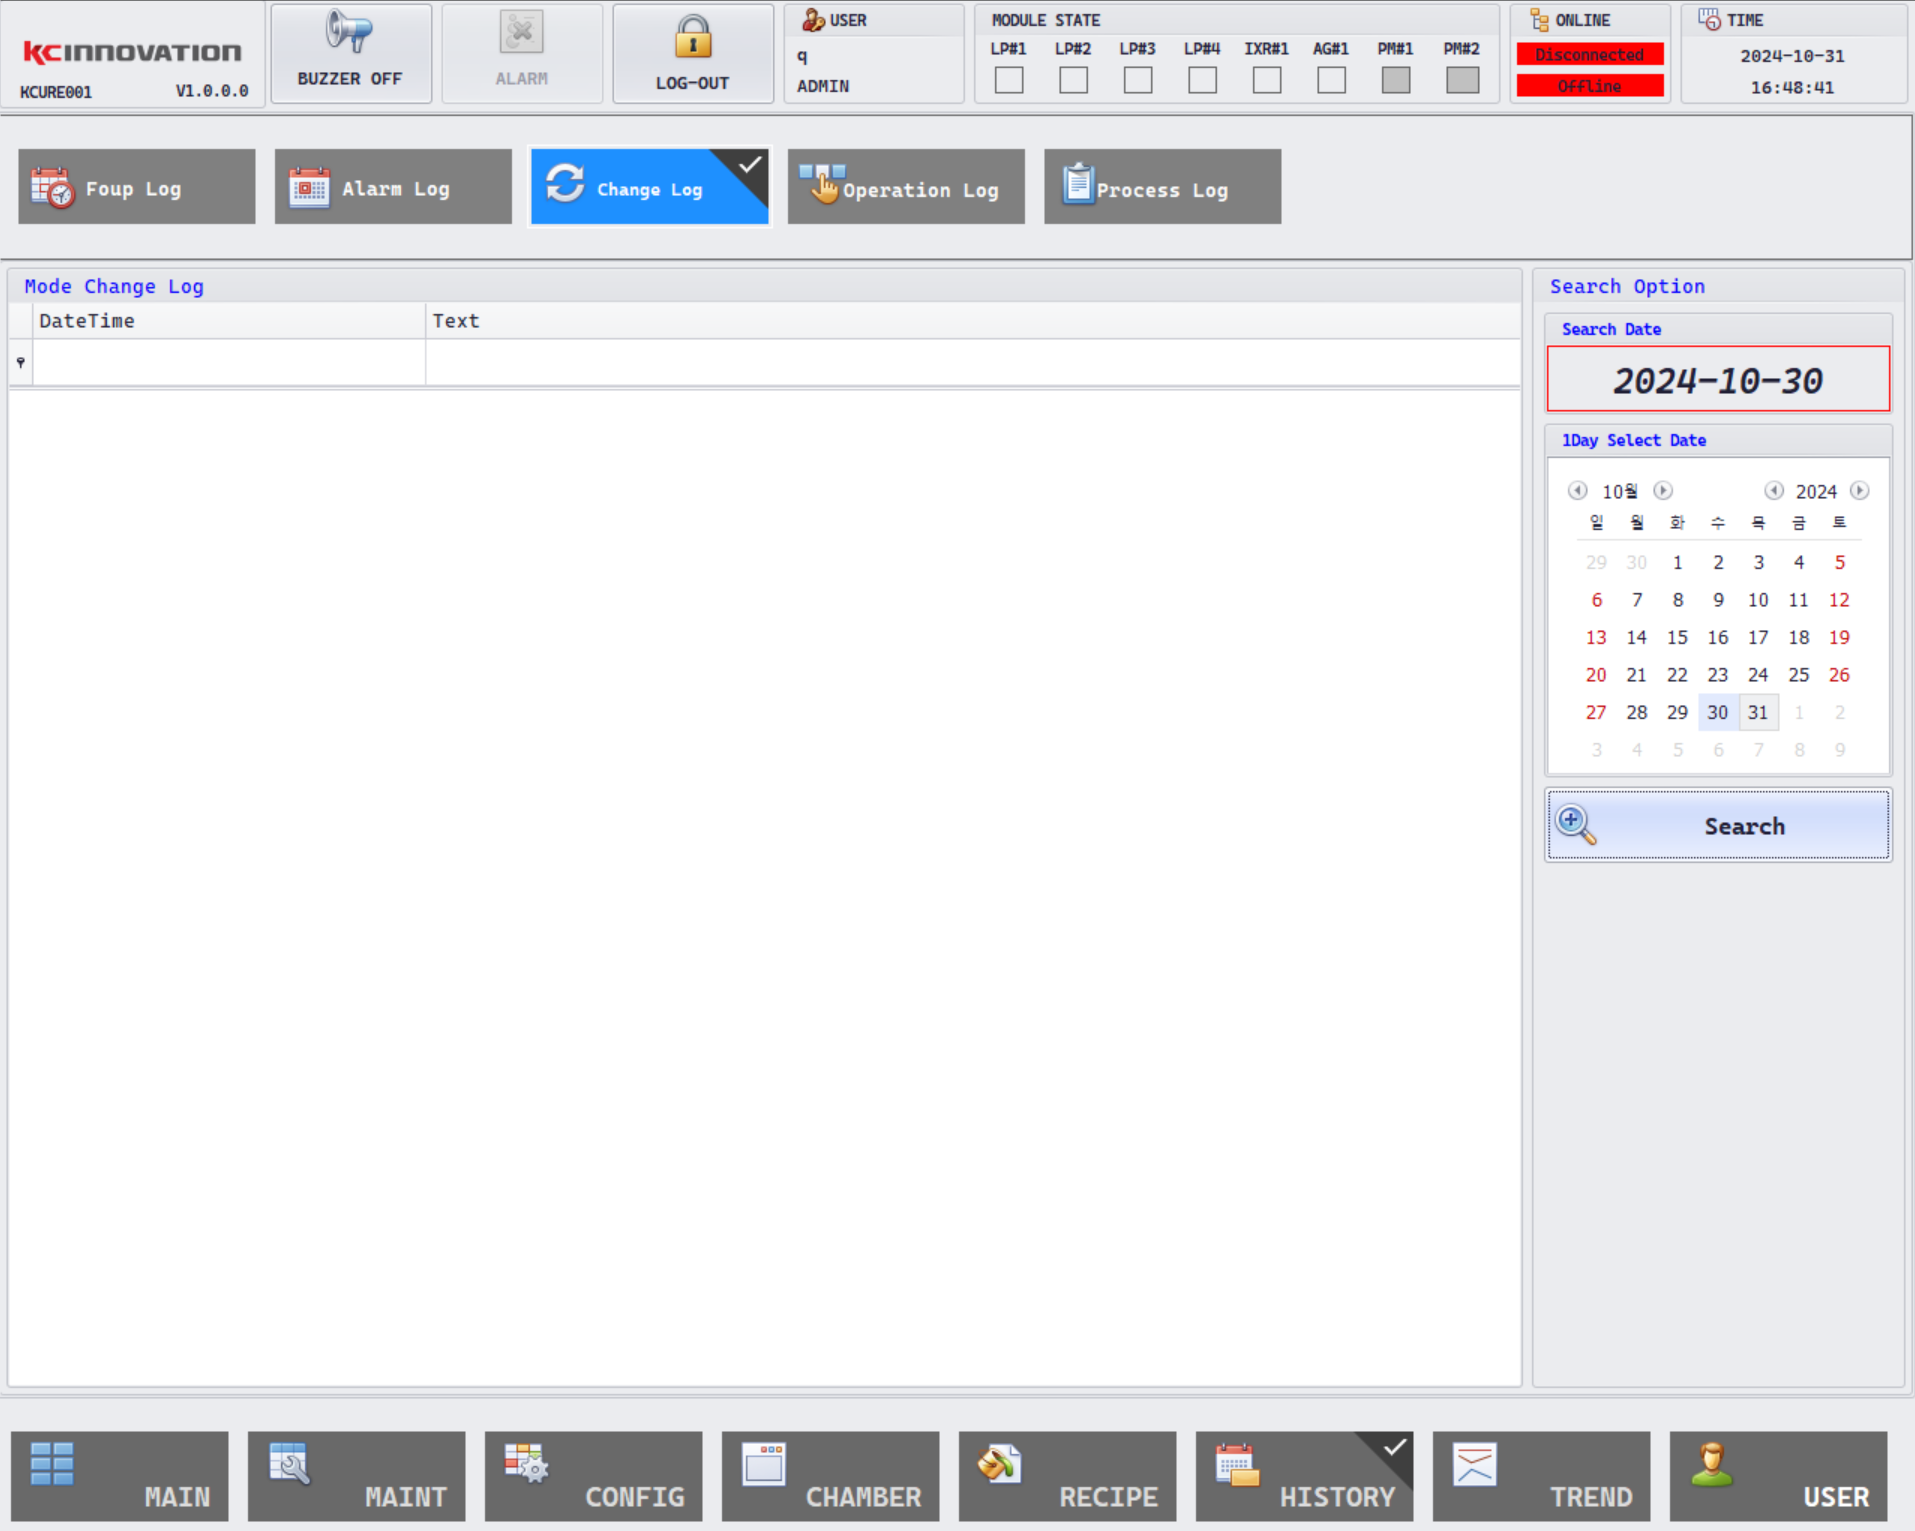 KCINNOVATION
KCURE001 V1.0.0.0
BUZZER OFF
ALARM
LOG-OUT
USER
q
ADMIN
MODULE STATE
LP#1 LP#2 LP#3 LP#4 IXR#1 AG#1 PM#1 PM#2
ONLINE
Disconnected
Offline
TIME
2024-10-31
16:48:41
Foup Log
Alarm Log
Change Log
Operation Log
Process Log
Mode Change Log
DateTime Text
Search Option
Search Date
2024-10-30
1Day Select Date
10월 2024
일 월 화 수 목 금 토
29 30 1 2 3 4 5
6 7 8 9 10 11 12
13 14 15 16 17 18 19
20 21 22 23 24 25 26
27 28 29 30 31 1 2
3 4 5 6 7 8 9
Search
MAIN
MAINT
CONFIG
CHAMBER
RECIPE
HISTORY
TREND
USER